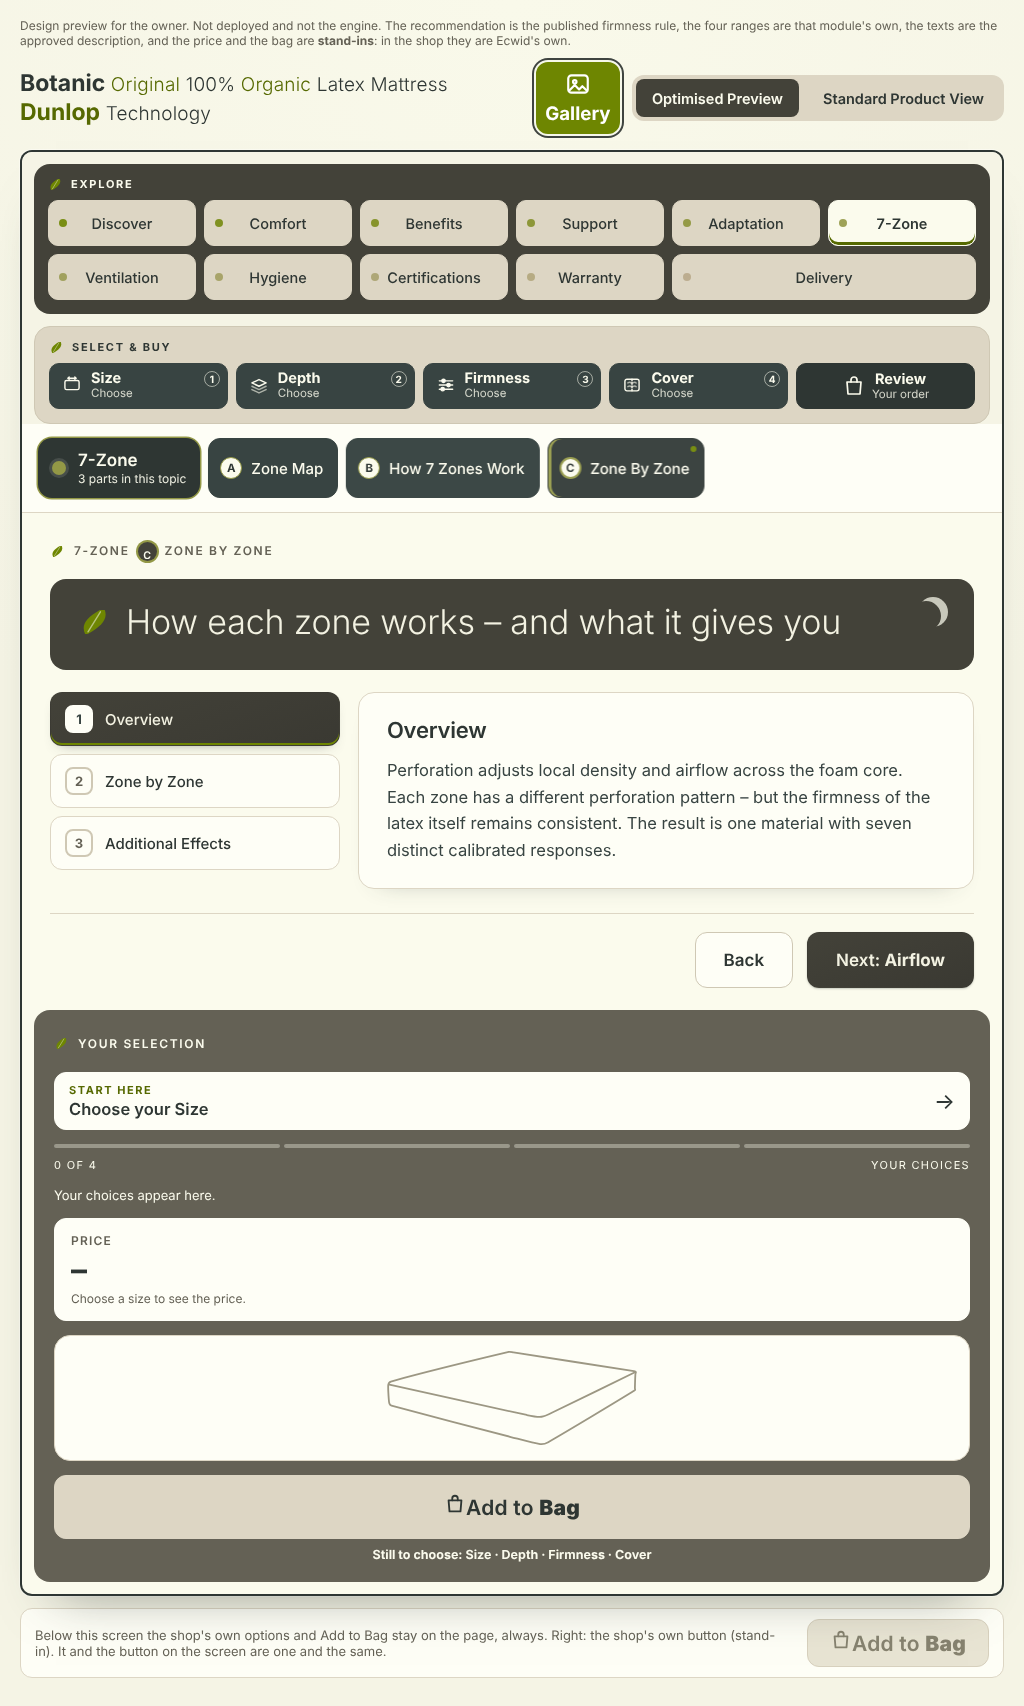 Design preview for the owner. Not deployed and not the engine. The recommendation is the published firmness rule, the four ranges are that module's own, the texts are the
approved description, and the price and the bag are stand-ins: in the shop they are Ecwid's own.
Botanic Original 100% Organic Latex Mattress
Dunlop Technology
Gallery
Optimised Preview
Standard Product View
EXPLORE
Discover
Comfort
Benefits
Support
Adaptation
7-Zone
Ventilation
Hygiene
Certifications
Warranty
Delivery
SELECT & BUY
Size
Choose
1
Depth
Choose
2
Firmness
Choose
3
Cover
Choose
4
Review
Your order
7-Zone
3 parts in this topic
A Zone Map
B How 7 Zones Work
C Zone By Zone
7-ZONE C ZONE BY ZONE
How each zone works – and what it gives you
1 Overview
2 Zone by Zone
3 Additional Effects
Overview
Perforation adjusts local density and airflow across the foam core.
Each zone has a different perforation pattern – but the firmness of the
latex itself remains consistent. The result is one material with seven
distinct calibrated responses.
Back
Next: Airflow
YOUR SELECTION
START HERE
Choose your Size
0 OF 4
YOUR CHOICES
Your choices appear here.
PRICE
–
Choose a size to see the price.
Add to Bag
Still to choose: Size · Depth · Firmness · Cover
Below this screen the shop's own options and Add to Bag stay on the page, always. Right: the shop's own button (stand-
in). It and the button on the screen are one and the same.
Add to Bag